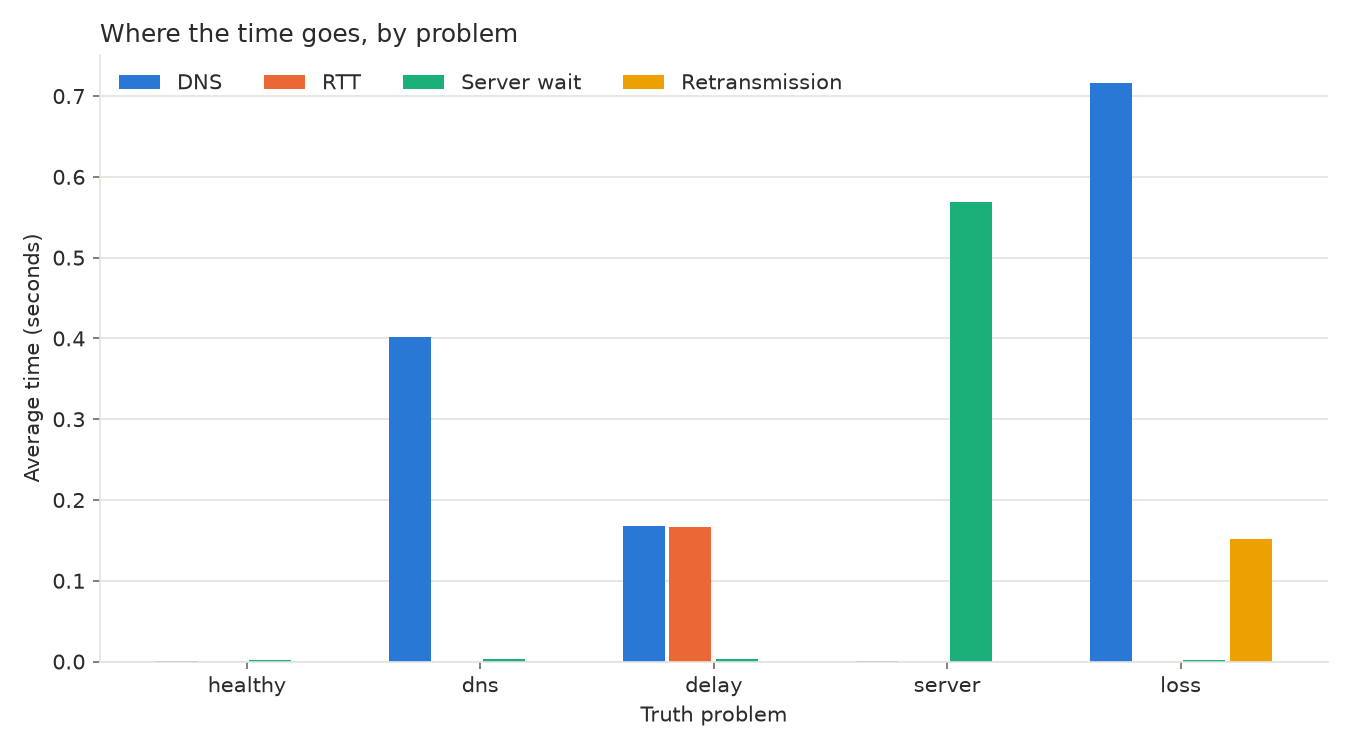 Where the time goes, by problem
DNS RTT Server wait Retransmission
0.7
0.6
0.5
0.4
0.3
0.2
0.1
0.0
Average time (seconds)
healthy dns delay server loss
Truth problem